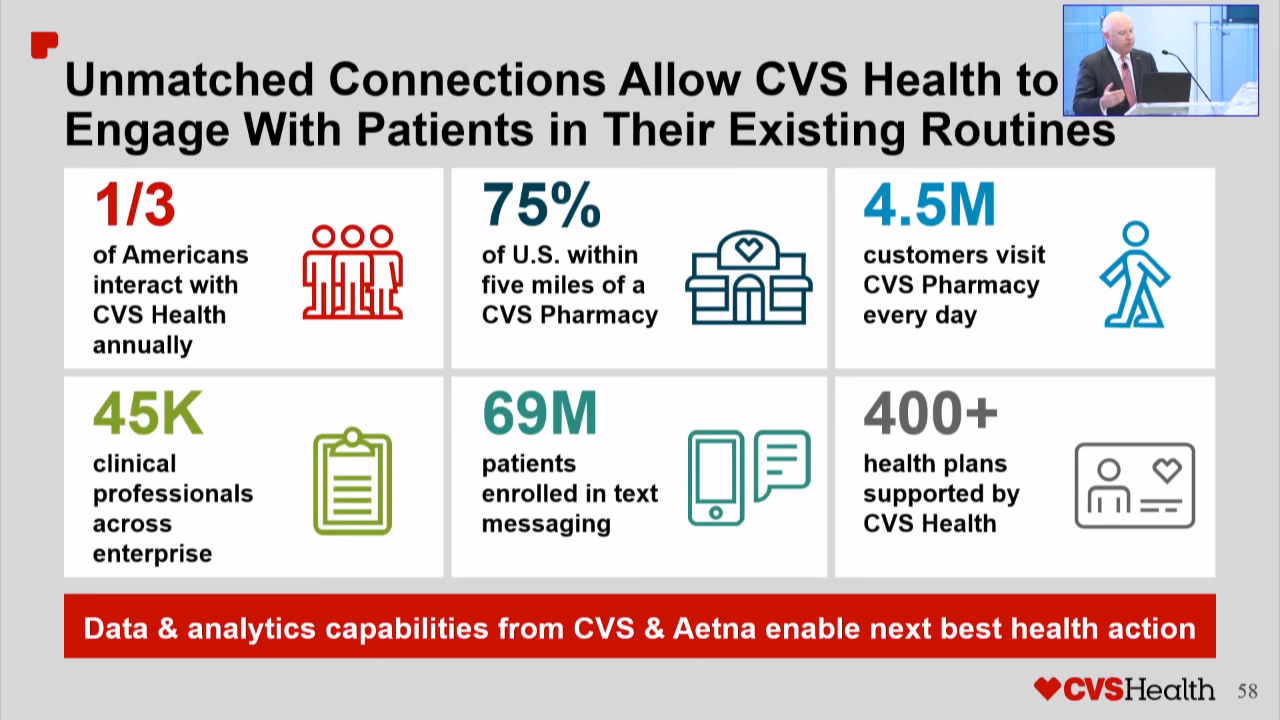 Unmatched Connections Allow CVS Health to
Engage With Patients in Their Existing Routines
1/3
of Americans
interact with
CVS Health
annually
75%
of U.S. within
five miles of a
CVS Pharmacy
4.5M
customers visit
CVS Pharmacy
every day
45K
clinical
professionals
across
enterprise
69M
patients
enrolled in text
messaging
400+
health plans
supported by
CVS Health
Data & analytics capabilities from CVS & Aetna enable next best health action
CVSHealth
58